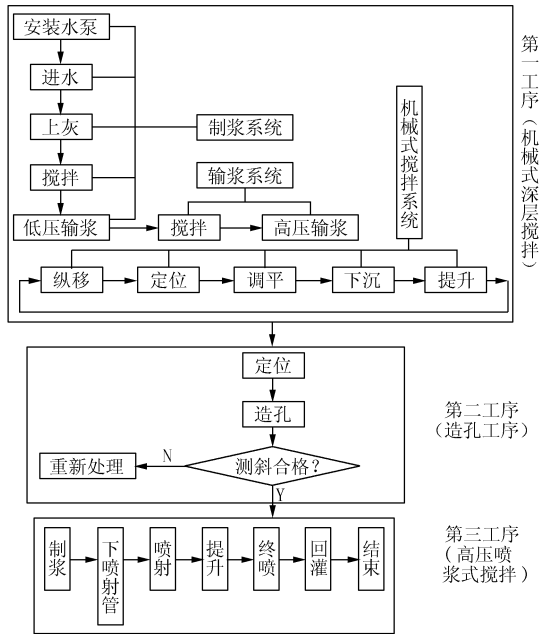 安装水泵
进水
上灰
制浆系统
搅拌
输浆系统
低压输浆
搅拌
高压输浆
机械式搅拌系统
纵移
定位
调平
下沉
提升
第一工序(机械式深层搅拌)
定位
造孔
测斜合格?
N
重新处理
Y
第二工序
(造孔工序)
制浆
下喷射管
喷射
提升
终喷
回灌
结束
第三工序
(高压喷
浆式搅拌)